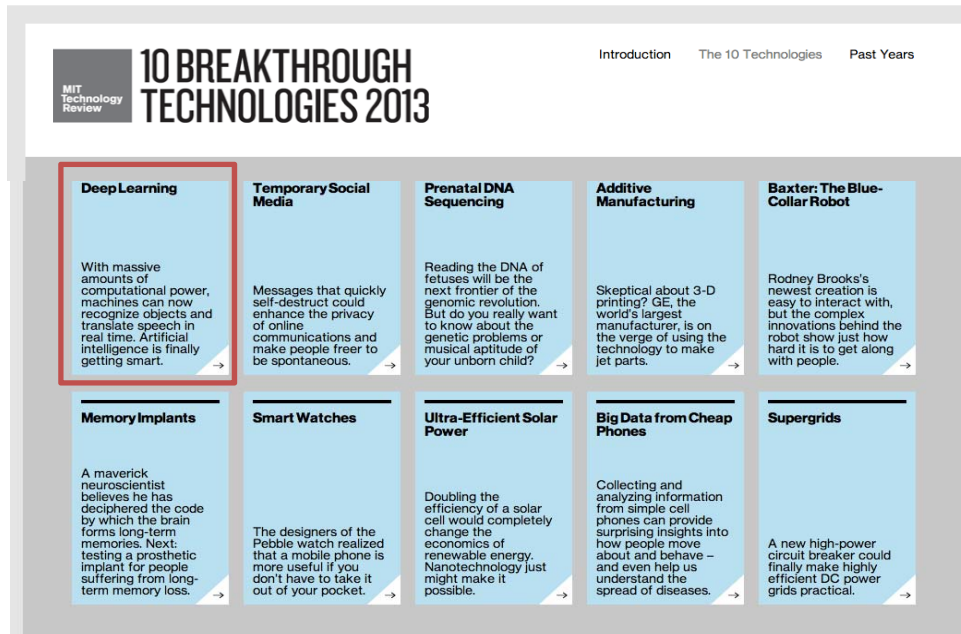 MIT
Technology
Review
10 BREAKTHROUGH
TECHNOLOGIES 2013
Introduction The 10 Technologies Past Years
Deep Learning
With massive
amounts of
computational power,
machines can now
recognize objects and
translate speech in
real time. Artificial
intelligence is finally
getting smart.
→
Temporary Social
Media
Messages that quickly
self-destruct could
enhance the privacy
of online
communications and
make people freer to
be spontaneous.
→
Prenatal DNA
Sequencing
Reading the DNA of
fetuses will be the
next frontier of the
genomic revolution.
But do you really want
to know about the
genetic problems or
musical aptitude of
your unborn child?
→
Additive
Manufacturing
Skeptical about 3-D
printing? GE, the
world's largest
manufacturer, is on
the verge of using the
technology to make
jet parts.
→
Baxter: The Blue-
Collar Robot
Rodney Brooks's
newest creation is
easy to interact with,
but the complex
innovations behind the
robot show just how
hard it is to get along
with people.
→
Memory Implants
A maverick
neuroscientist
believes he has
deciphered the code
by which the brain
forms long-term
memories. Next:
testing a prosthetic
implant for people
suffering from long-
term memory loss.
→
Smart Watches
The designers of the
Pebble watch realized
that a mobile phone is
more useful if you
don't have to take it
out of your pocket.
→
Ultra-Efficient Solar
Power
Doubling the
efficiency of a solar
cell would completely
change the
economics of
renewable energy.
Nanotechnology just
might make it
possible.
→
Big Data from Cheap
Phones
Collecting and
analyzing information
from simple cell
phones can provide
surprising insights into
how people move
about and behave –
and even help us
understand the
spread of diseases.
→
Supergrids
A new high-power
circuit breaker could
finally make highly
efficient DC power
grids practical.
→